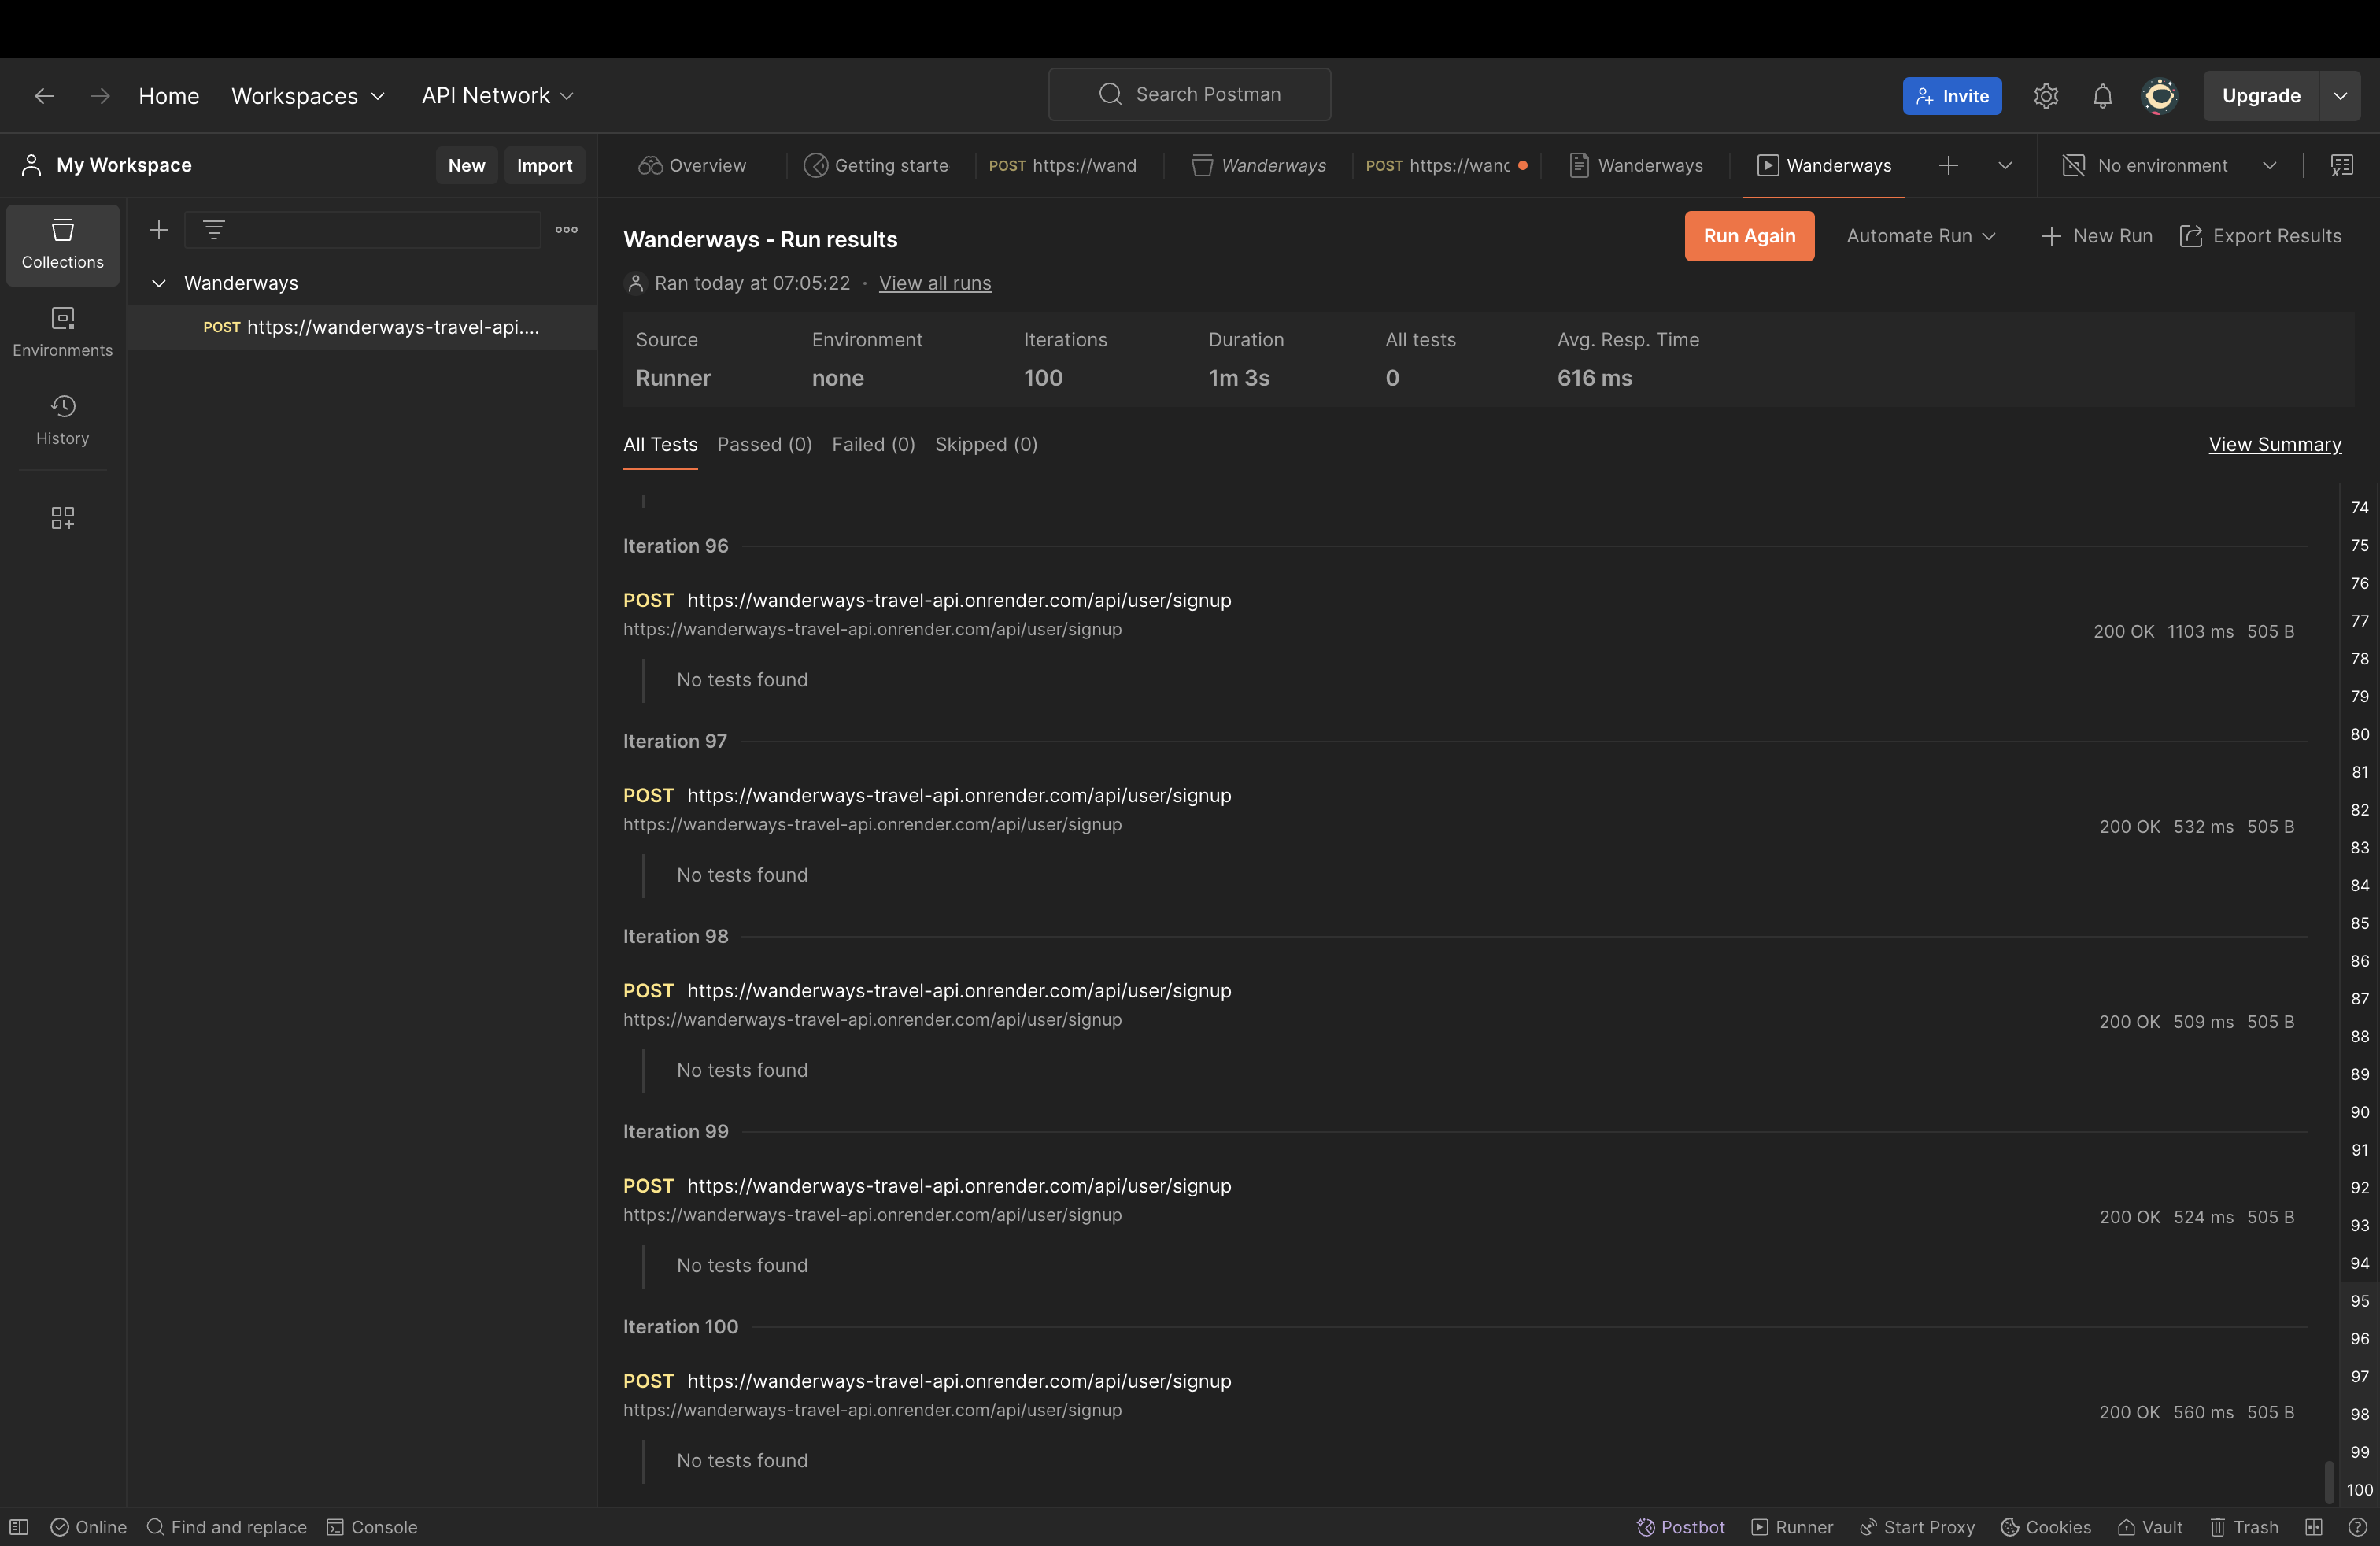 Home Workspaces API Network Search Postman Invite Upgrade
My Workspace New Import Overview Getting starte POST https://wand Wanderways POST https://wanc Wanderways Wanderways No environment
Collections
Environments
History
Wanderways
POST https://wanderways-travel-api....
Wanderways - Run results Run Again Automate Run New Run Export Results
Ran today at 07:05:22 · View all runs
Source Environment Iterations Duration All tests Avg. Resp. Time
Runner none 100 1m 3s 0 616 ms
All Tests Passed (0) Failed (0) Skipped (0) View Summary
Iteration 96
POST https://wanderways-travel-api.onrender.com/api/user/signup
https://wanderways-travel-api.onrender.com/api/user/signup 200 OK 1103 ms 505 B
No tests found
Iteration 97
POST https://wanderways-travel-api.onrender.com/api/user/signup
https://wanderways-travel-api.onrender.com/api/user/signup 200 OK 532 ms 505 B
No tests found
Iteration 98
POST https://wanderways-travel-api.onrender.com/api/user/signup
https://wanderways-travel-api.onrender.com/api/user/signup 200 OK 509 ms 505 B
No tests found
Iteration 99
POST https://wanderways-travel-api.onrender.com/api/user/signup
https://wanderways-travel-api.onrender.com/api/user/signup 200 OK 524 ms 505 B
No tests found
Iteration 100
POST https://wanderways-travel-api.onrender.com/api/user/signup
https://wanderways-travel-api.onrender.com/api/user/signup 200 OK 560 ms 505 B
No tests found
74
75
76
77
78
79
80
81
82
83
84
85
86
87
88
89
90
91
92
93
94
95
96
97
98
99
100
Online Find and replace Console Postbot Runner Start Proxy Cookies Vault Trash